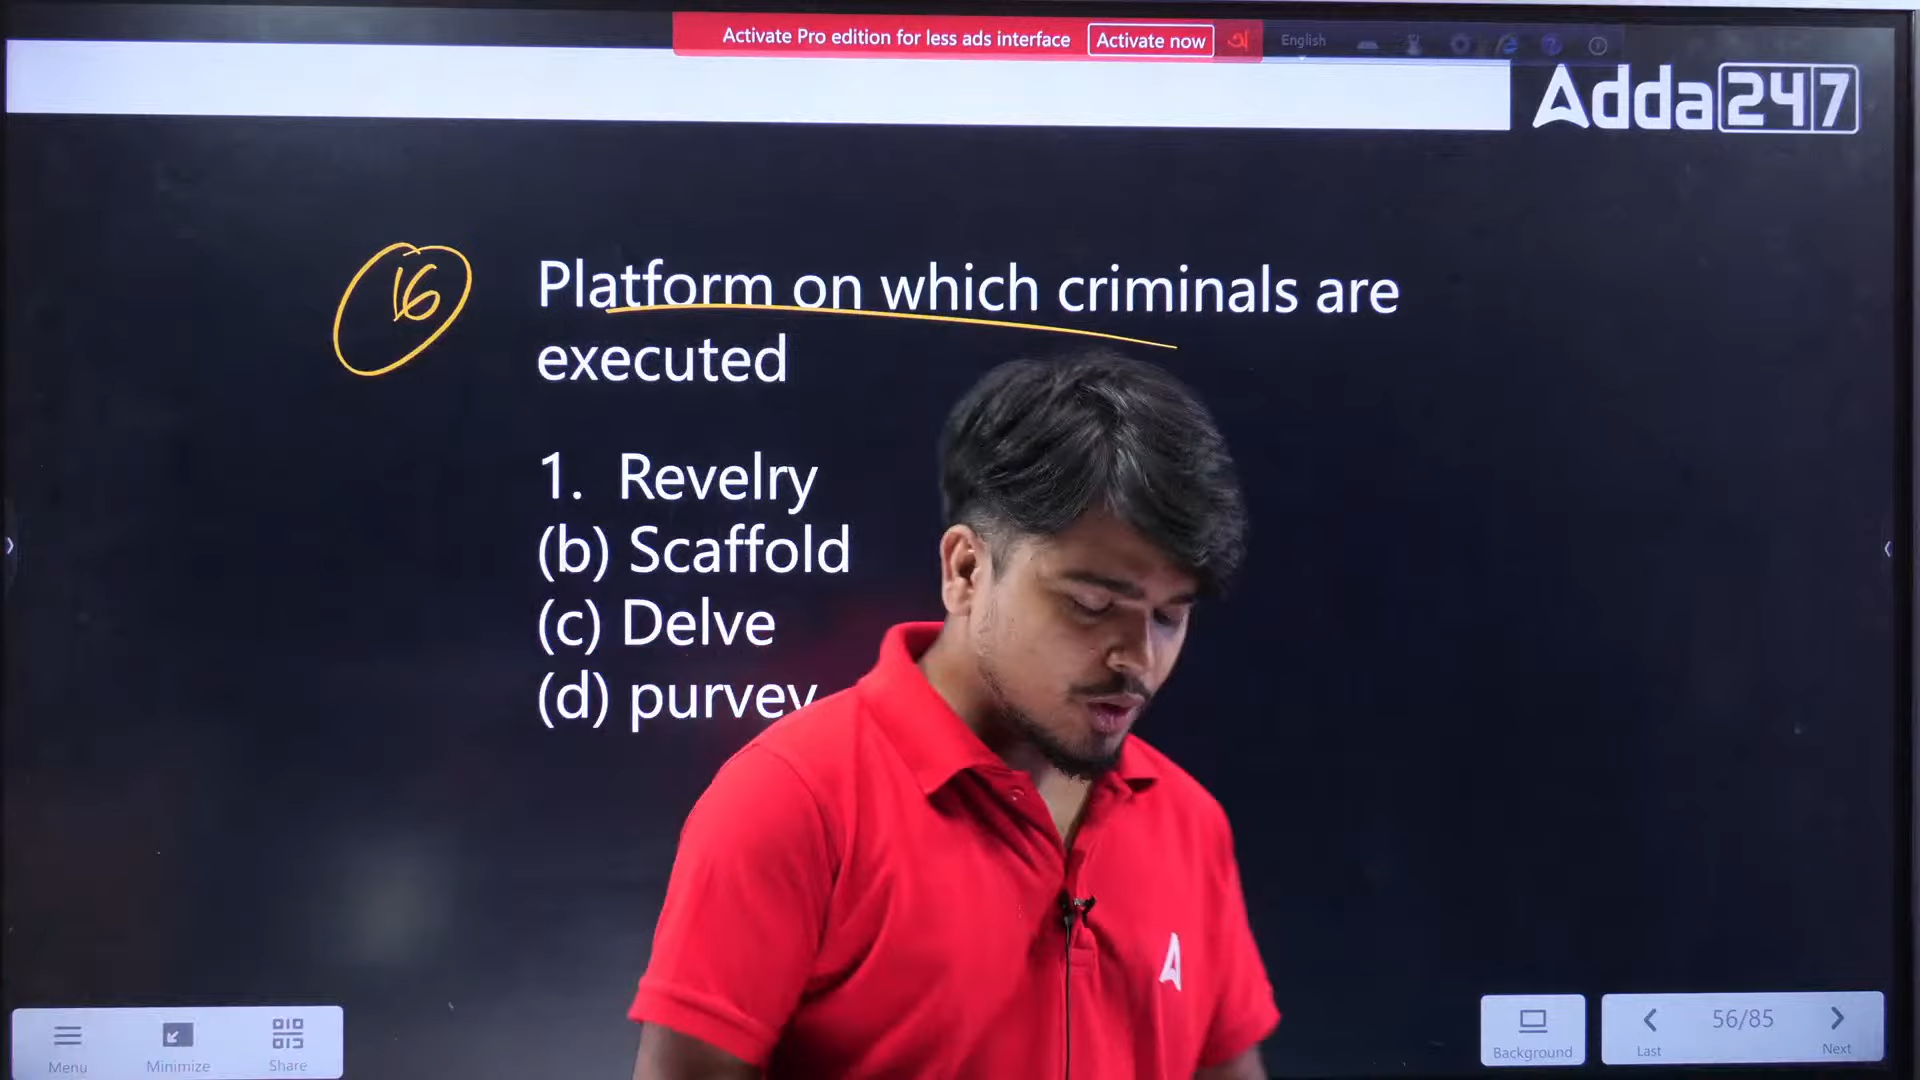 Activate Pro edition for less ads interface Activate now অ English
Adda247
16
Platform on which criminals are
executed
1. Revelry
(b) Scaffold
(c) Delve
(d) purvey
A
Menu Minimize Share
Background
Last 56/85 Next